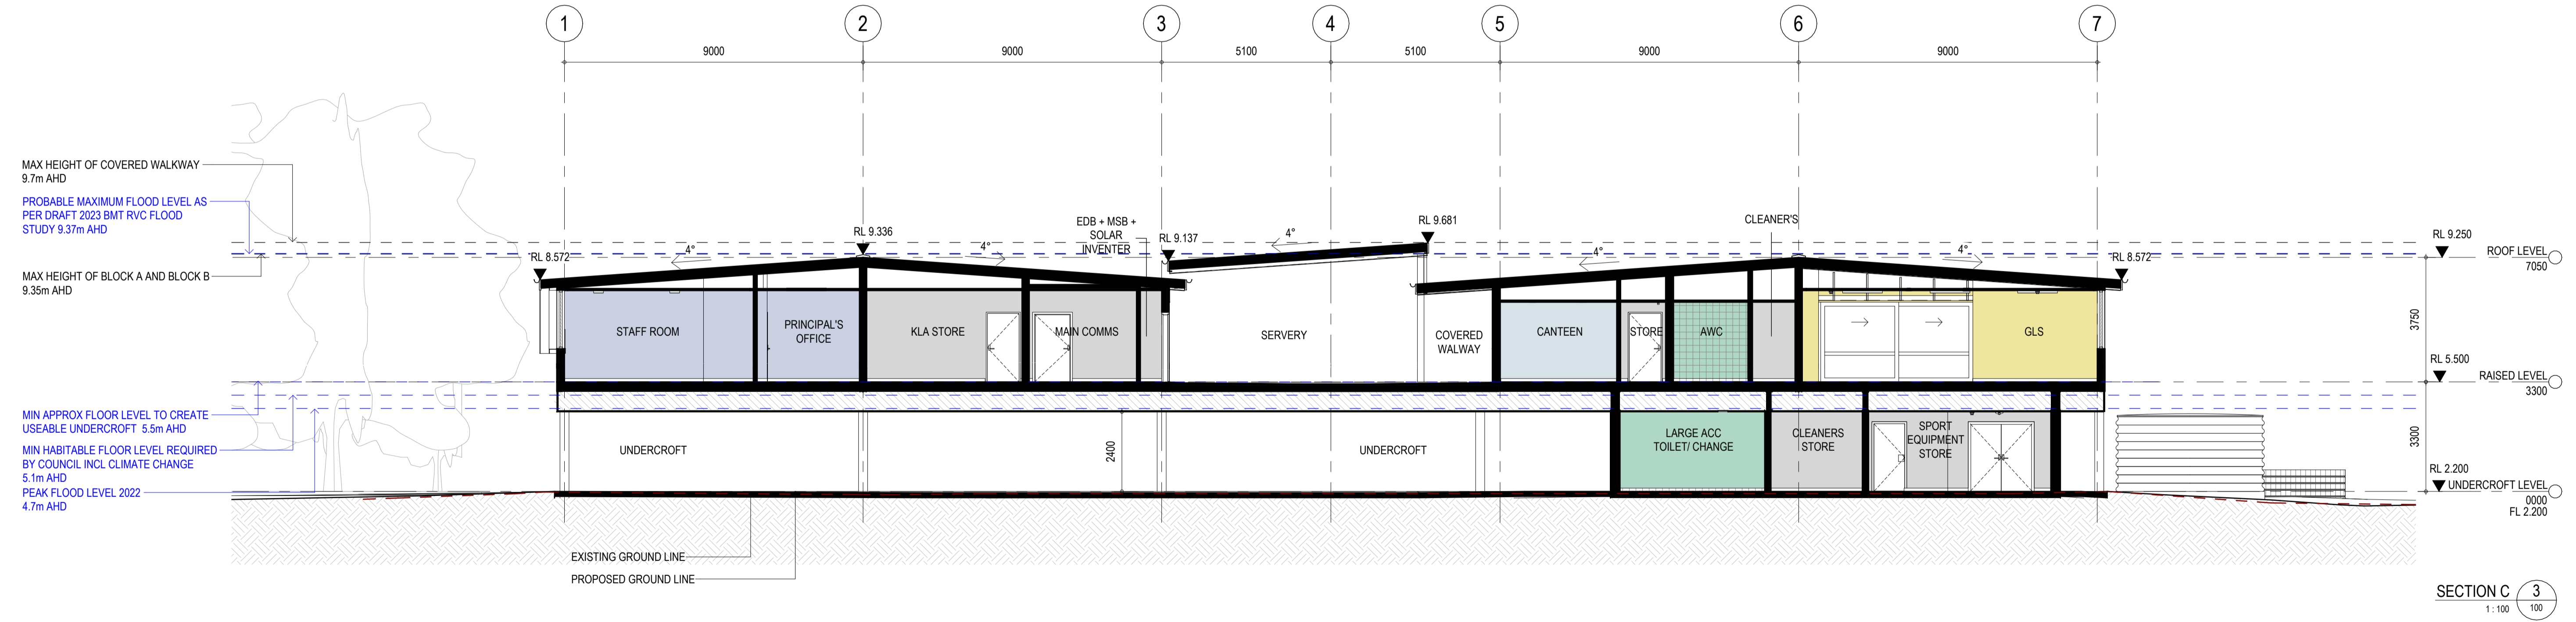 1
2
3
4
5
6
7
9000
9000
5100
5100
9000
9000
MAX HEIGHT OF COVERED WALKWAY
9.7m AHD
PROBABLE MAXIMUM FLOOD LEVEL AS
PER DRAFT 2023 BMT RVC FLOOD
STUDY 9.37m AHD
MAX HEIGHT OF BLOCK A AND BLOCK B
9.35m AHD
MIN APPROX FLOOR LEVEL TO CREATE
USEABLE UNDERCROFT 5.5m AHD
MIN HABITABLE FLOOR LEVEL REQUIRED
BY COUNCIL INCL CLIMATE CHANGE
5.1m AHD
PEAK FLOOD LEVEL 2022
4.7m AHD
RL 8.572
4°
RL 9.336
4°
EDB + MSB +
SOLAR
INVENTER
RL 9.137
4°
RL 9.681
4°
CLEANER'S
4°
RL 8.572
STAFF ROOM
PRINCIPAL'S
OFFICE
KLA STORE
MAIN COMMS
SERVERY
COVERED
WALWAY
CANTEEN
STORE
AWC
GLS
UNDERCROFT
2400
UNDERCROFT
LARGE ACC
TOILET/ CHANGE
CLEANERS
STORE
SPORT
EQUIPMENT
STORE
EXISTING GROUND LINE
PROPOSED GROUND LINE
RL 9.250
ROOF LEVEL
7050
3750
RL 5.500
RAISED LEVEL
3300
3300
RL 2.200
UNDERCROFT LEVEL
0000
FL 2.200
SECTION C
1 : 100
3
100